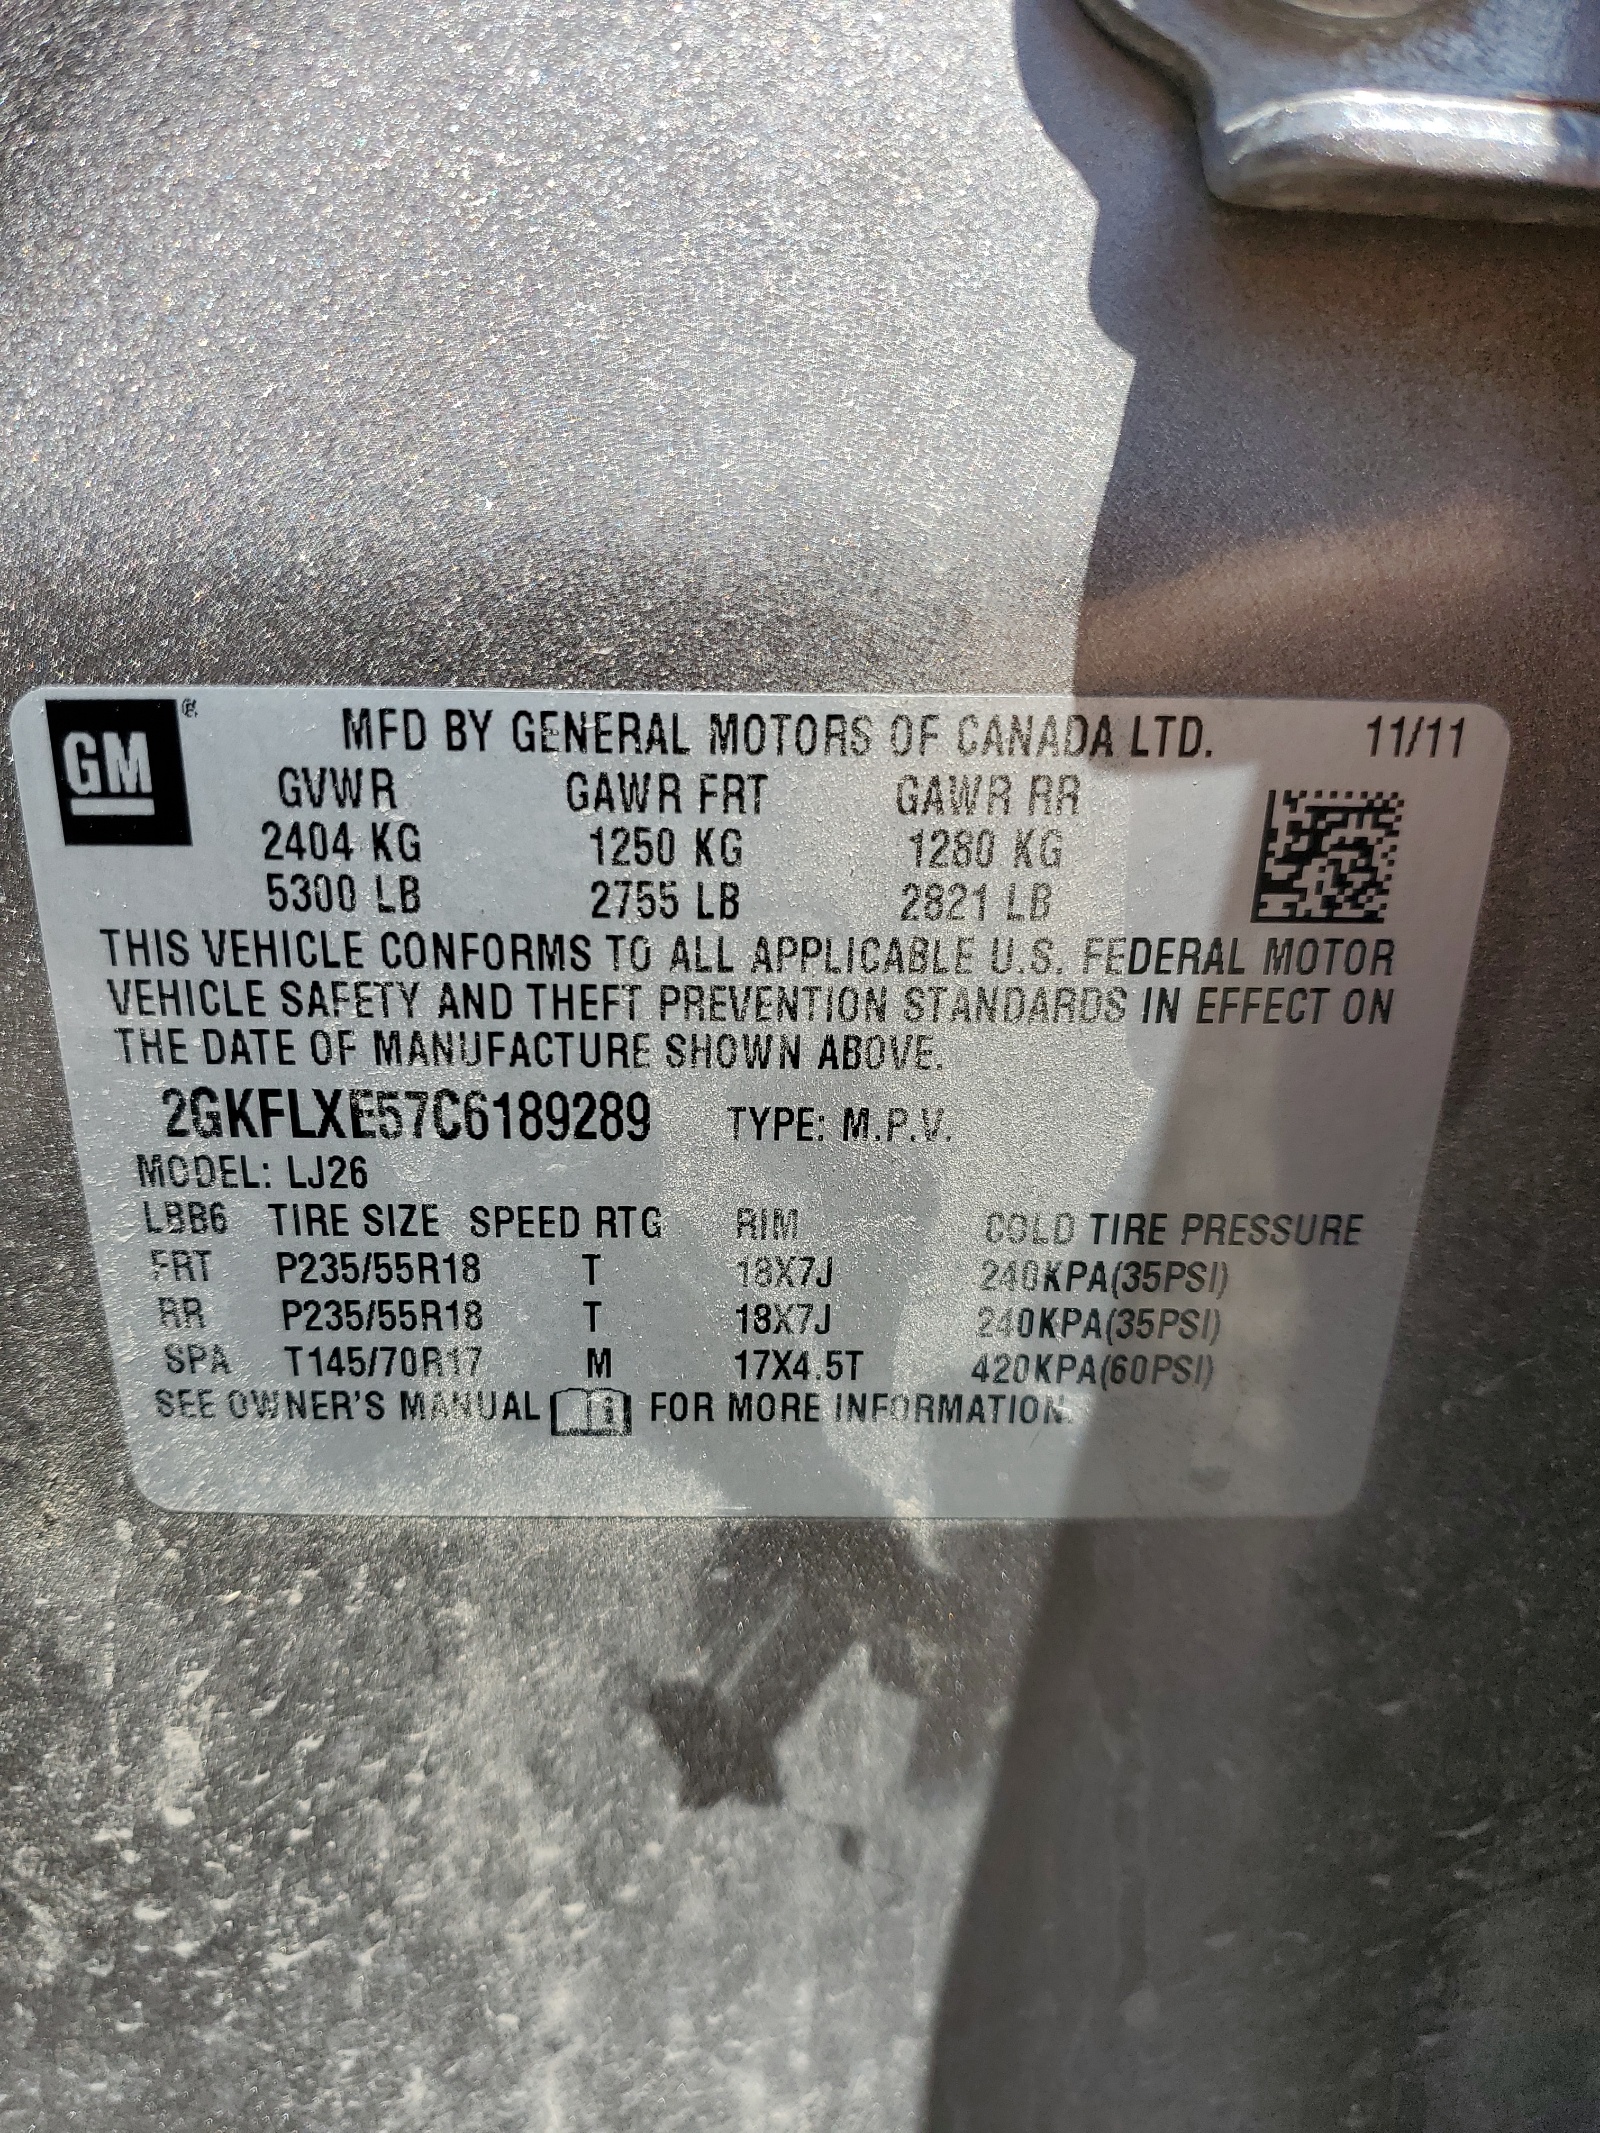 GM ® MFD BY GENERAL MOTORS OF CANADA LTD. 11/11
GVWR GAWR FRT GAWR RR
2404 KG 1250 KG 1280 KG
5300 LB 2755 LB 2821 LB
THIS VEHICLE CONFORMS TO ALL APPLICABLE U.S. FEDERAL MOTOR
VEHICLE SAFETY AND THEFT PREVENTION STANDARDS IN EFFECT ON
THE DATE OF MANUFACTURE SHOWN ABOVE.
2GKFLXE57C6189289 TYPE: M.P.V.
MODEL: LJ26
LBB6 TIRE SIZE SPEED RTG RIM COLD TIRE PRESSURE
FRT P235/55R18 T 18X7J 240KPA(35PSI)
RR P235/55R18 T 18X7J 240KPA(35PSI)
SPA T145/70R17 M 17X4.5T 420KPA(60PSI)
SEE OWNER'S MANUAL i FOR MORE INFORMATION.